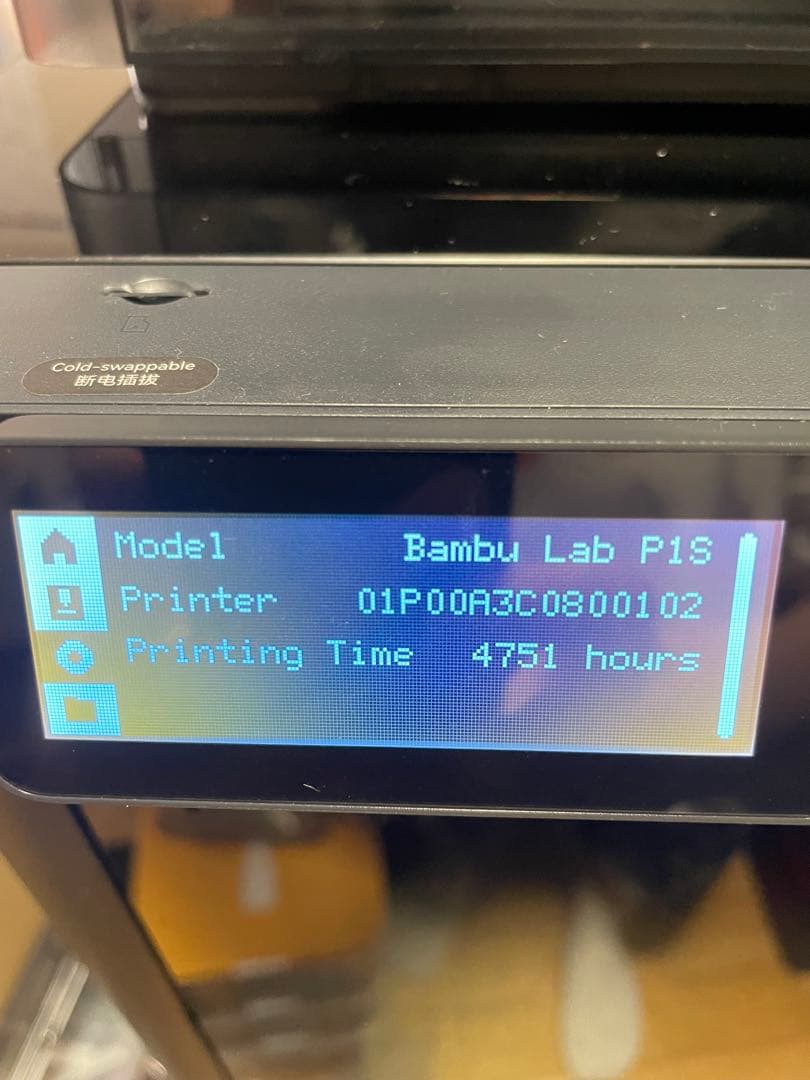 Cold-swappable
断电插拔
Model Bambu Lab P1S
Printer 01P00A3C0800102
Printing Time 4751 hours